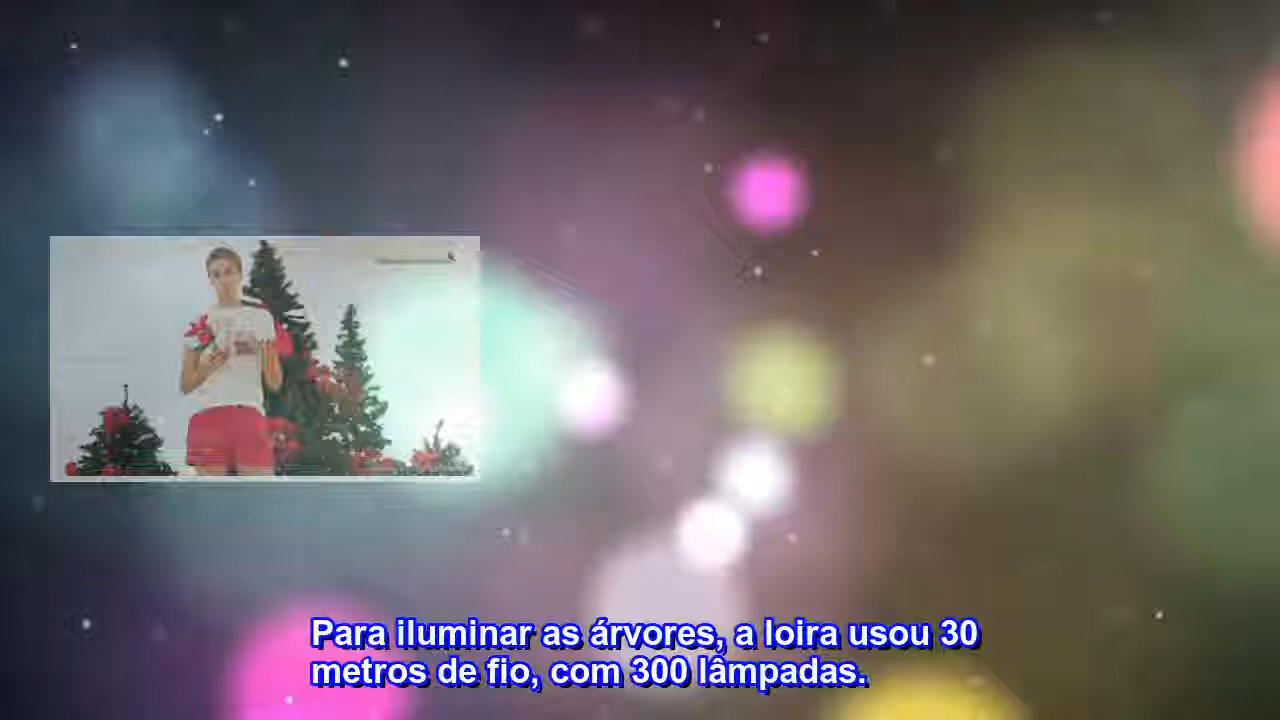 Para iluminar as árvores, a loira usou 30
metros de fio, com 300 lâmpadas.